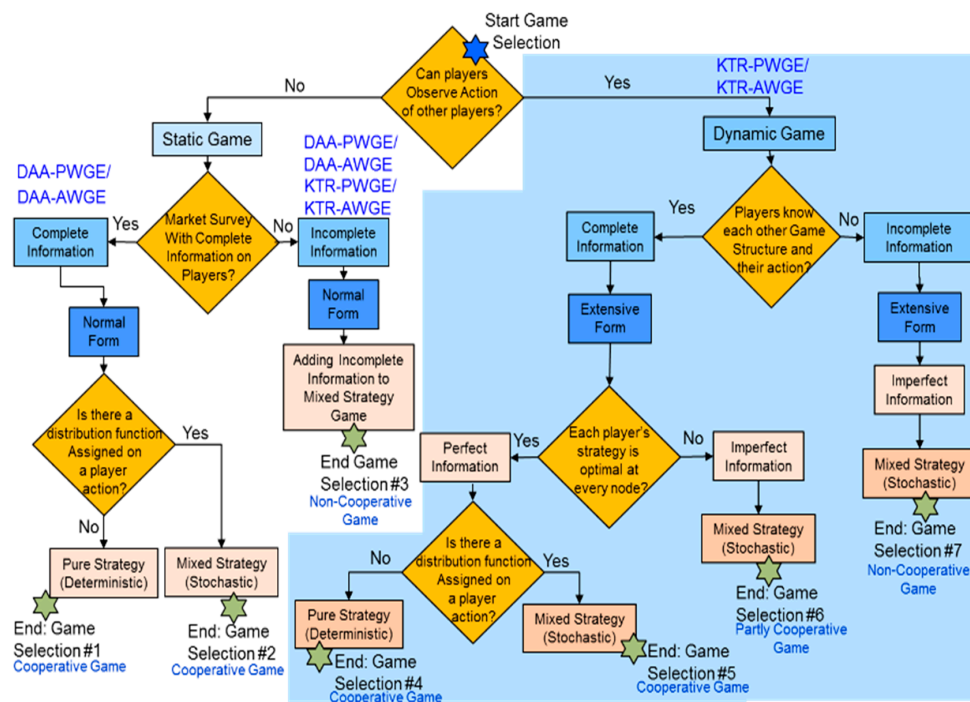 Start Game
Selection
Can players
Observe Action
of other players?
No
Yes
KTR-PWGE/
KTR-AWGE
Static Game
Dynamic Game
DAA-PWGE/
DAA-AWGE
DAA-PWGE/
DAA-AWGE
KTR-PWGE/
KTR-AWGE
Market Survey
With Complete
Information on
Players?
Yes
No
Complete
Information
Incomplete
Information
Players know
each other Game
Structure and
their action?
Yes
No
Complete
Information
Incomplete
Information
Normal
Form
Normal
Form
Extensive
Form
Extensive
Form
Adding Incomplete
Information to
Mixed Strategy
Game
End Game
Selection #3
Non-Cooperative
Game
Imperfect
Information
Is there a
distribution function
Assigned on
a player
action?
Yes
No
Each player's
strategy is
optimal at
every node?
Yes
No
Perfect
Information
Imperfect
Information
Mixed Strategy
(Stochastic)
End: Game
Selection #7
Non-Cooperative
Game
Mixed Strategy
(Stochastic)
End: Game
Selection #6
Partly Cooperative
Game
Is there a
distribution function
Assigned on
a player
action?
No
Yes
Pure Strategy
(Deterministic)
End: Game
Selection #1
Cooperative Game
Mixed Strategy
(Stochastic)
End: Game
Selection #2
Cooperative Game
Pure Strategy
(Deterministic)
End: Game
Selection #4
Cooperative Game
Mixed Strategy
(Stochastic)
End: Game
Selection #5
Cooperative Game